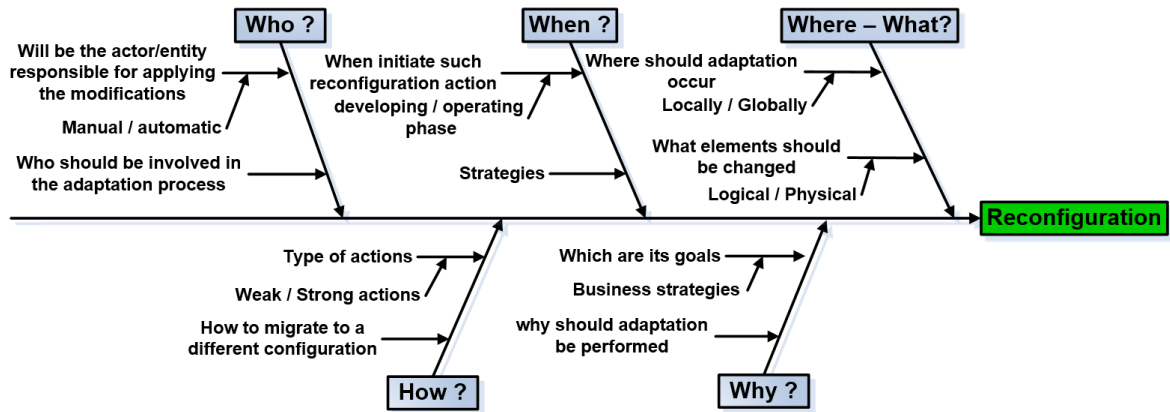 Who ?
When ?
Where – What?
Will be the actor/entity
responsible for applying
the modifications
Manual / automatic
Who should be involved in
the adaptation process
When initiate such
reconfiguration action
developing / operating
phase
Strategies
Where should adaptation
occur
Locally / Globally
What elements should
be changed
Logical / Physical
Reconfiguration
Type of actions
Weak / Strong actions
How to migrate to a
different configuration
How ?
Which are its goals
Business strategies
why should adaptation
be performed
Why ?